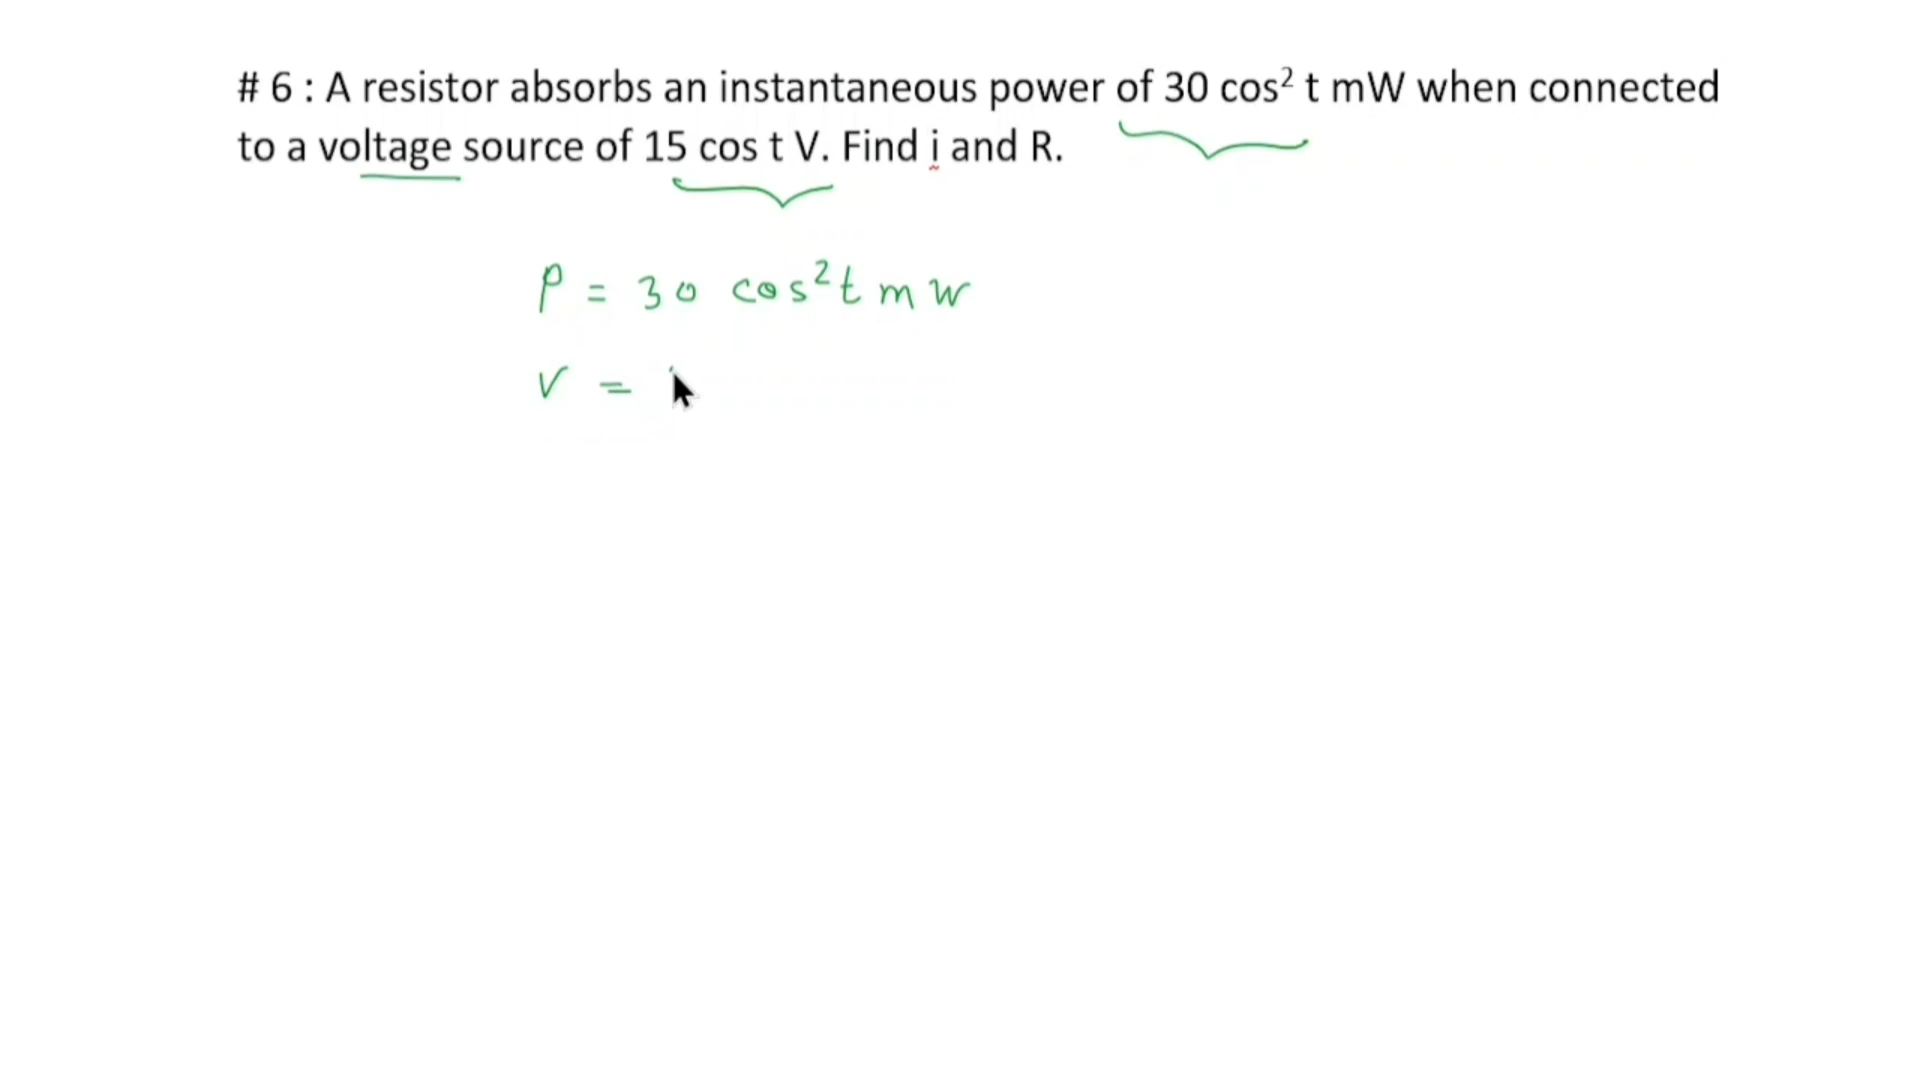 # 6 : A resistor absorbs an instantaneous power of 30 cos² t mW when connected
to a voltage source of 15 cos t V. Find i and R.
P = 30 cos²t mW
V =